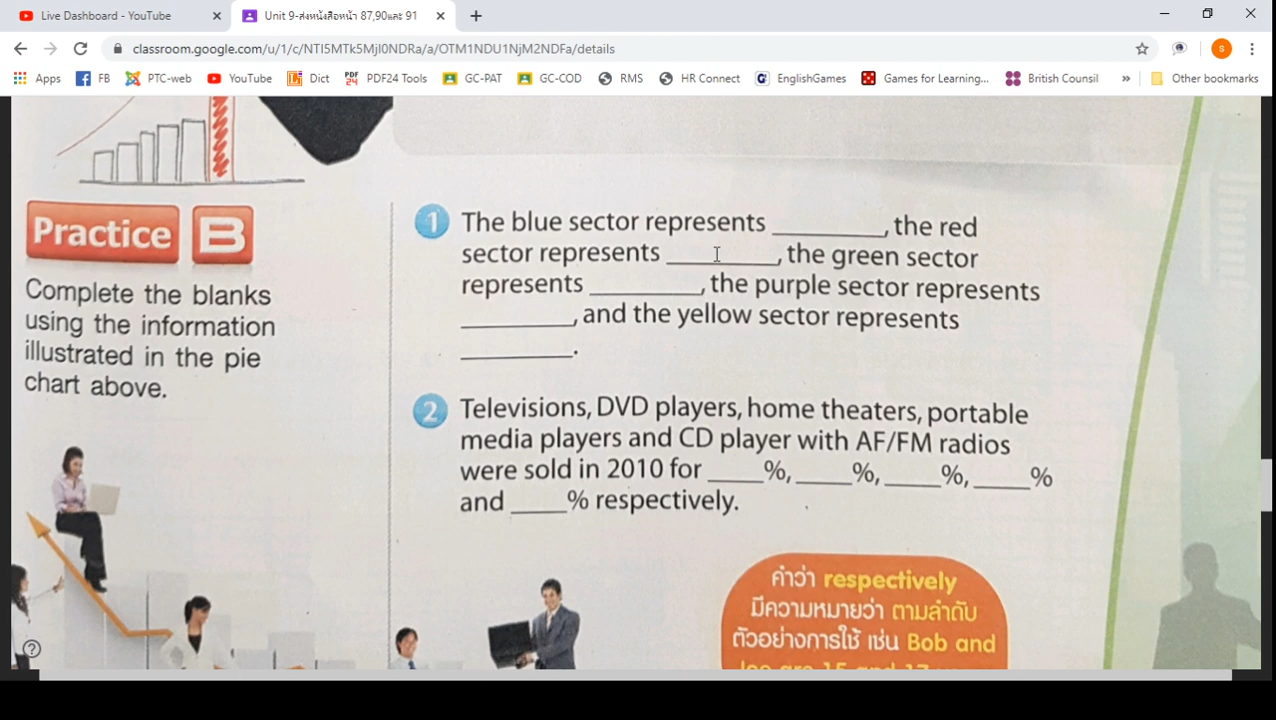 Live Dashboard - YouTube
Unit 9-ส่งหนังสือหน้า 87,90และ 91
classroom.google.com/u/1/c/NTI5MTk5MjI0NDRa/a/OTM1NDU1NjM2NDFa/details
Apps FB PTC-web YouTube Dict PDF24 Tools GC-PAT GC-COD RMS HR Connect EnglishGames Games for Learning... British Counsil » Other bookmarks
Practice B
Complete the blanks
using the information
illustrated in the pie
chart above.
1 The blue sector represents _________, the red
sector represents _________, the green sector
represents _________, the purple sector represents
_________, and the yellow sector represents
_________.
2 Televisions, DVD players, home theaters, portable
media players and CD player with AF/FM radios
were sold in 2010 for ____%, ____%, ____%, ____%
and ____% respectively.
คำว่า respectively
มีความหมายว่า ตามลำดับ
ตัวอย่างการใช้ เช่น Bob and